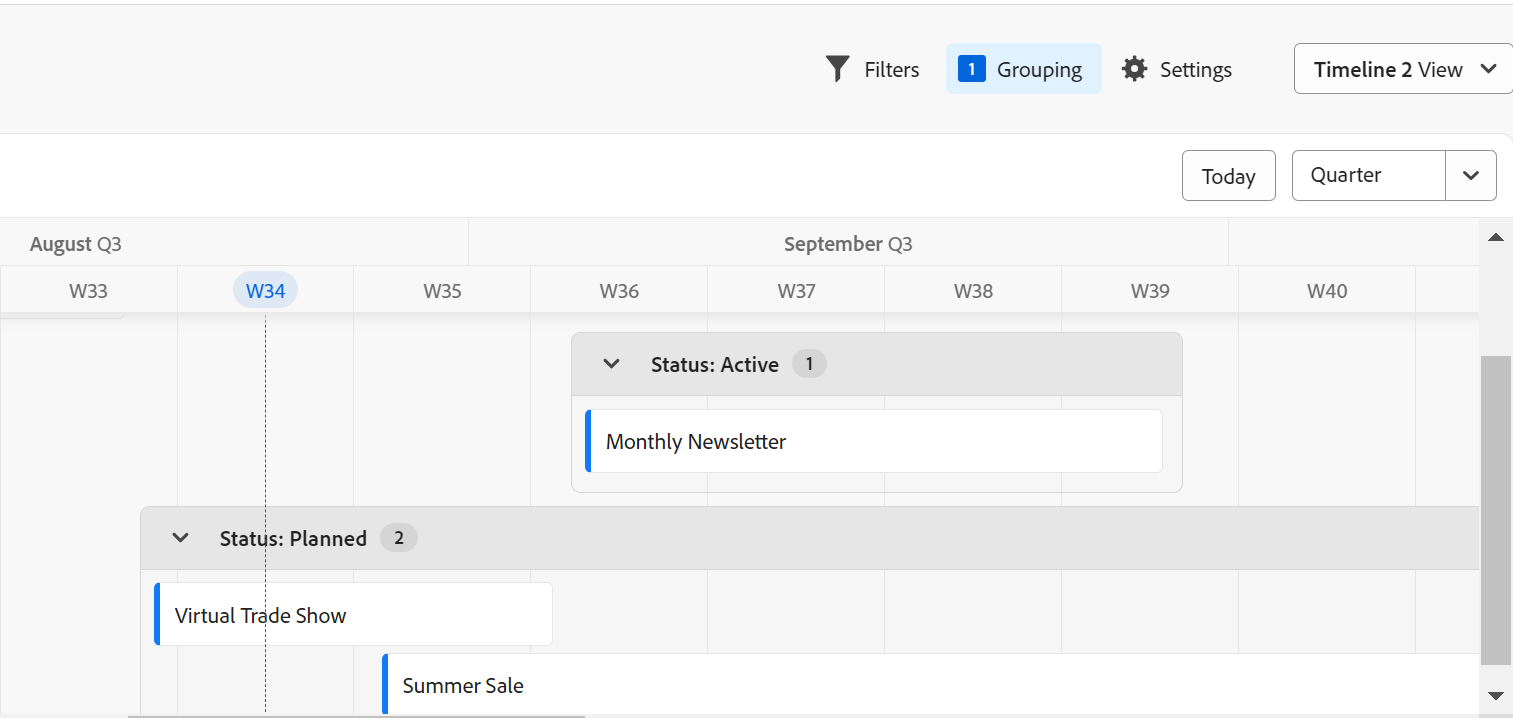 Filters 1 Grouping Settings Timeline 2 View
Today Quarter
August Q3 September Q3
W33 W34 W35 W36 W37 W38 W39 W40
Status: Active 1
Monthly Newsletter
Status: Planned 2
Virtual Trade Show
Summer Sale